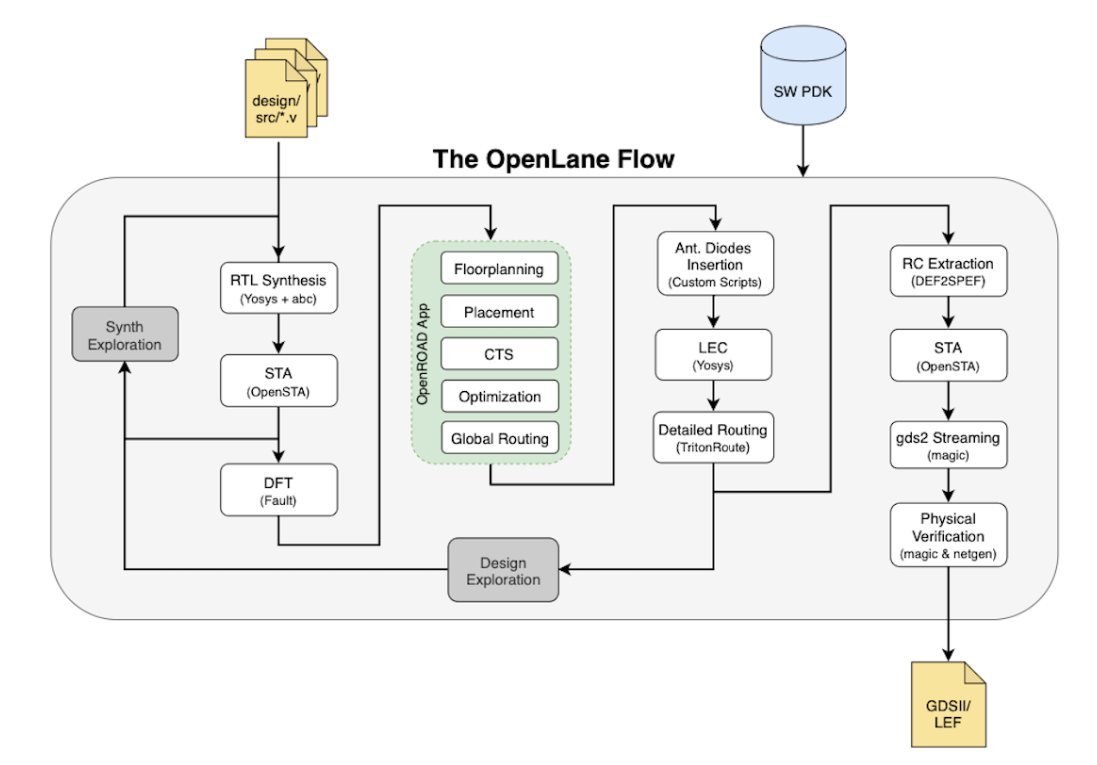 design/
src/*.v
/
SW PDK
The OpenLane Flow
RTL Synthesis
(Yosys + abc)
Synth
Exploration
STA
(OpenSTA)
DFT
(Fault)
OpenROAD App
Floorplanning
Placement
CTS
Optimization
Global Routing
Design
Exploration
Ant. Diodes
Insertion
(Custom Scripts)
LEC
(Yosys)
Detailed Routing
(TritonRoute)
RC Extraction
(DEF2SPEF)
STA
(OpenSTA)
gds2 Streaming
(magic)
Physical
Verification
(magic & netgen)
GDSII/
LEF